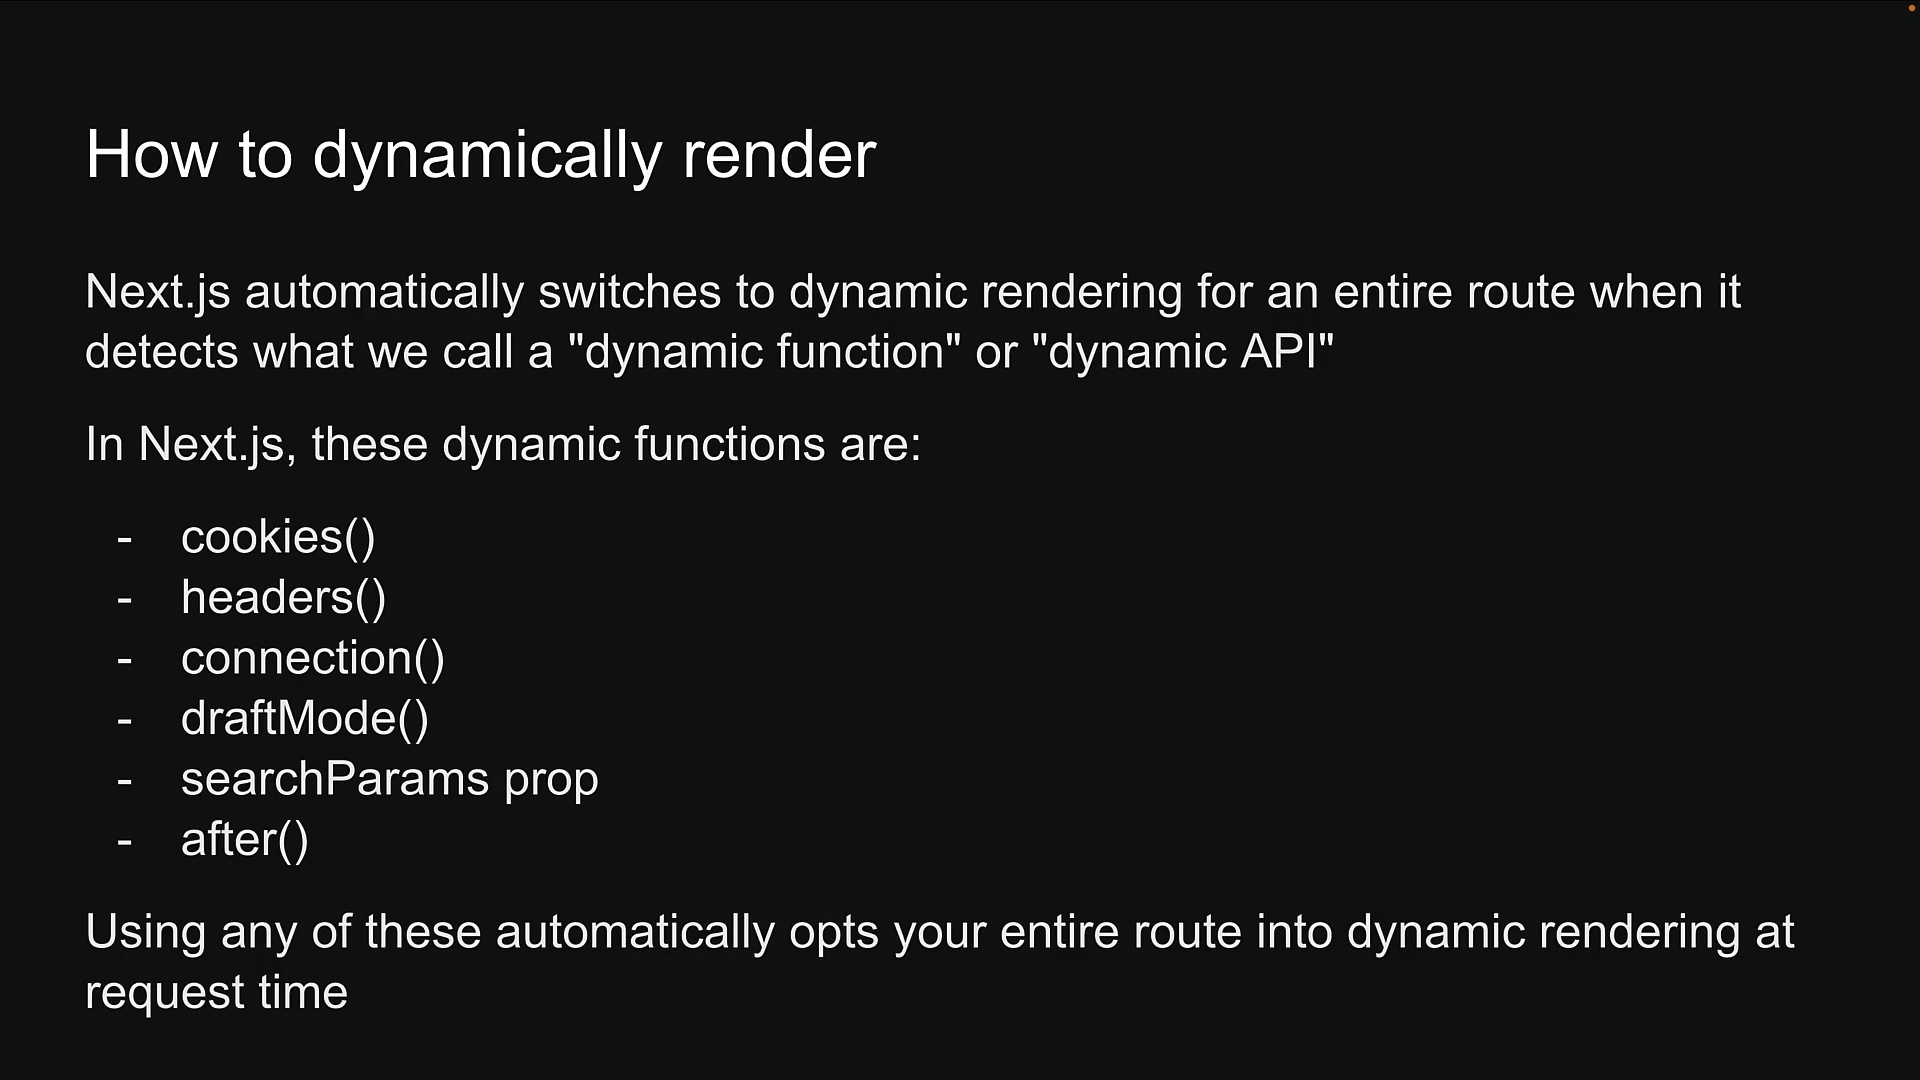 How to dynamically render
Next.js automatically switches to dynamic rendering for an entire route when it
detects what we call a "dynamic function" or "dynamic API"
In Next.js, these dynamic functions are:
- cookies()
- headers()
- connection()
- draftMode()
- searchParams prop
- after()
Using any of these automatically opts your entire route into dynamic rendering at
request time